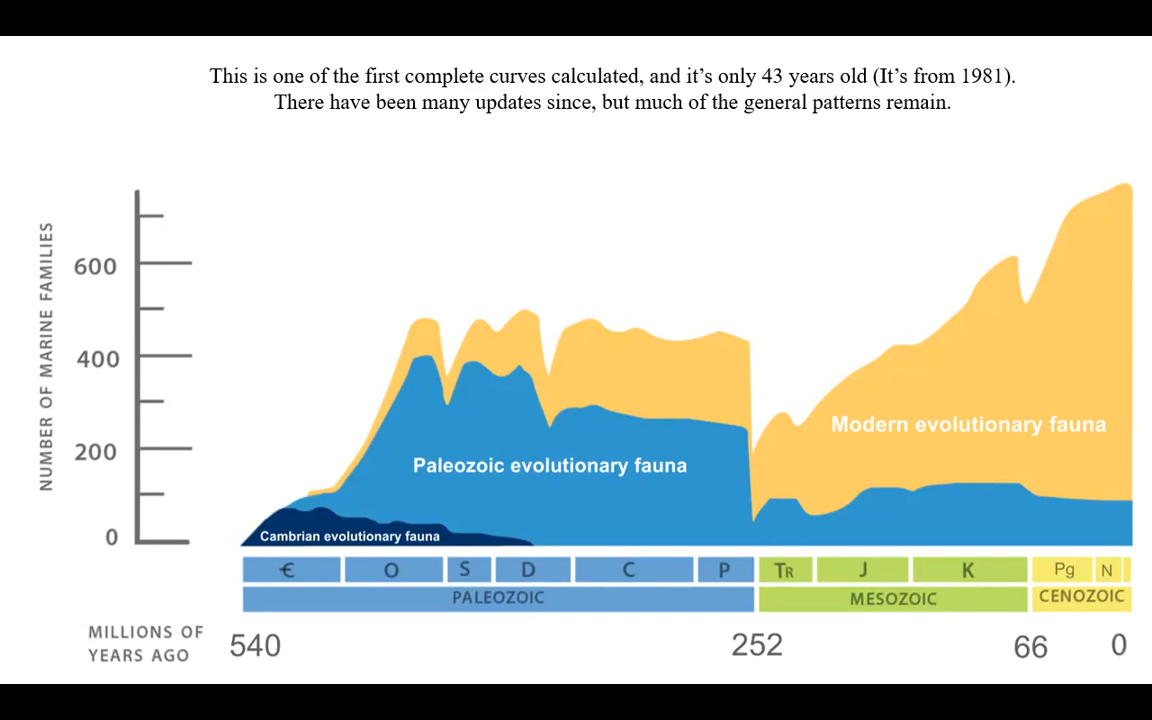 This is one of the first complete curves calculated, and it’s only 43 years old (It’s from 1981).
There have been many updates since, but much of the general patterns remain.
NUMBER OF MARINE FAMILIES
600
400
200
0
Modern evolutionary fauna
Paleozoic evolutionary fauna
Cambrian evolutionary fauna
€ O S D C P TR J K Pg N
PALEOZOIC MESOZOIC CENOZOIC
MILLIONS OF
YEARS AGO
540 252 66 0